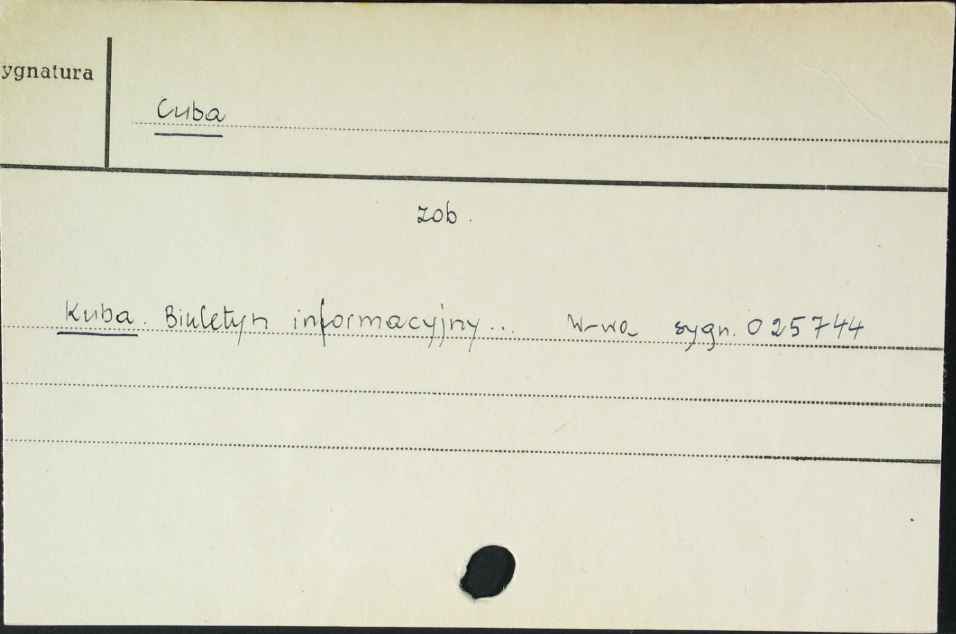 ygnatura
Cuba
zob.
Kuba. Biuletyn informacyjny... W-wa sygn. 025744